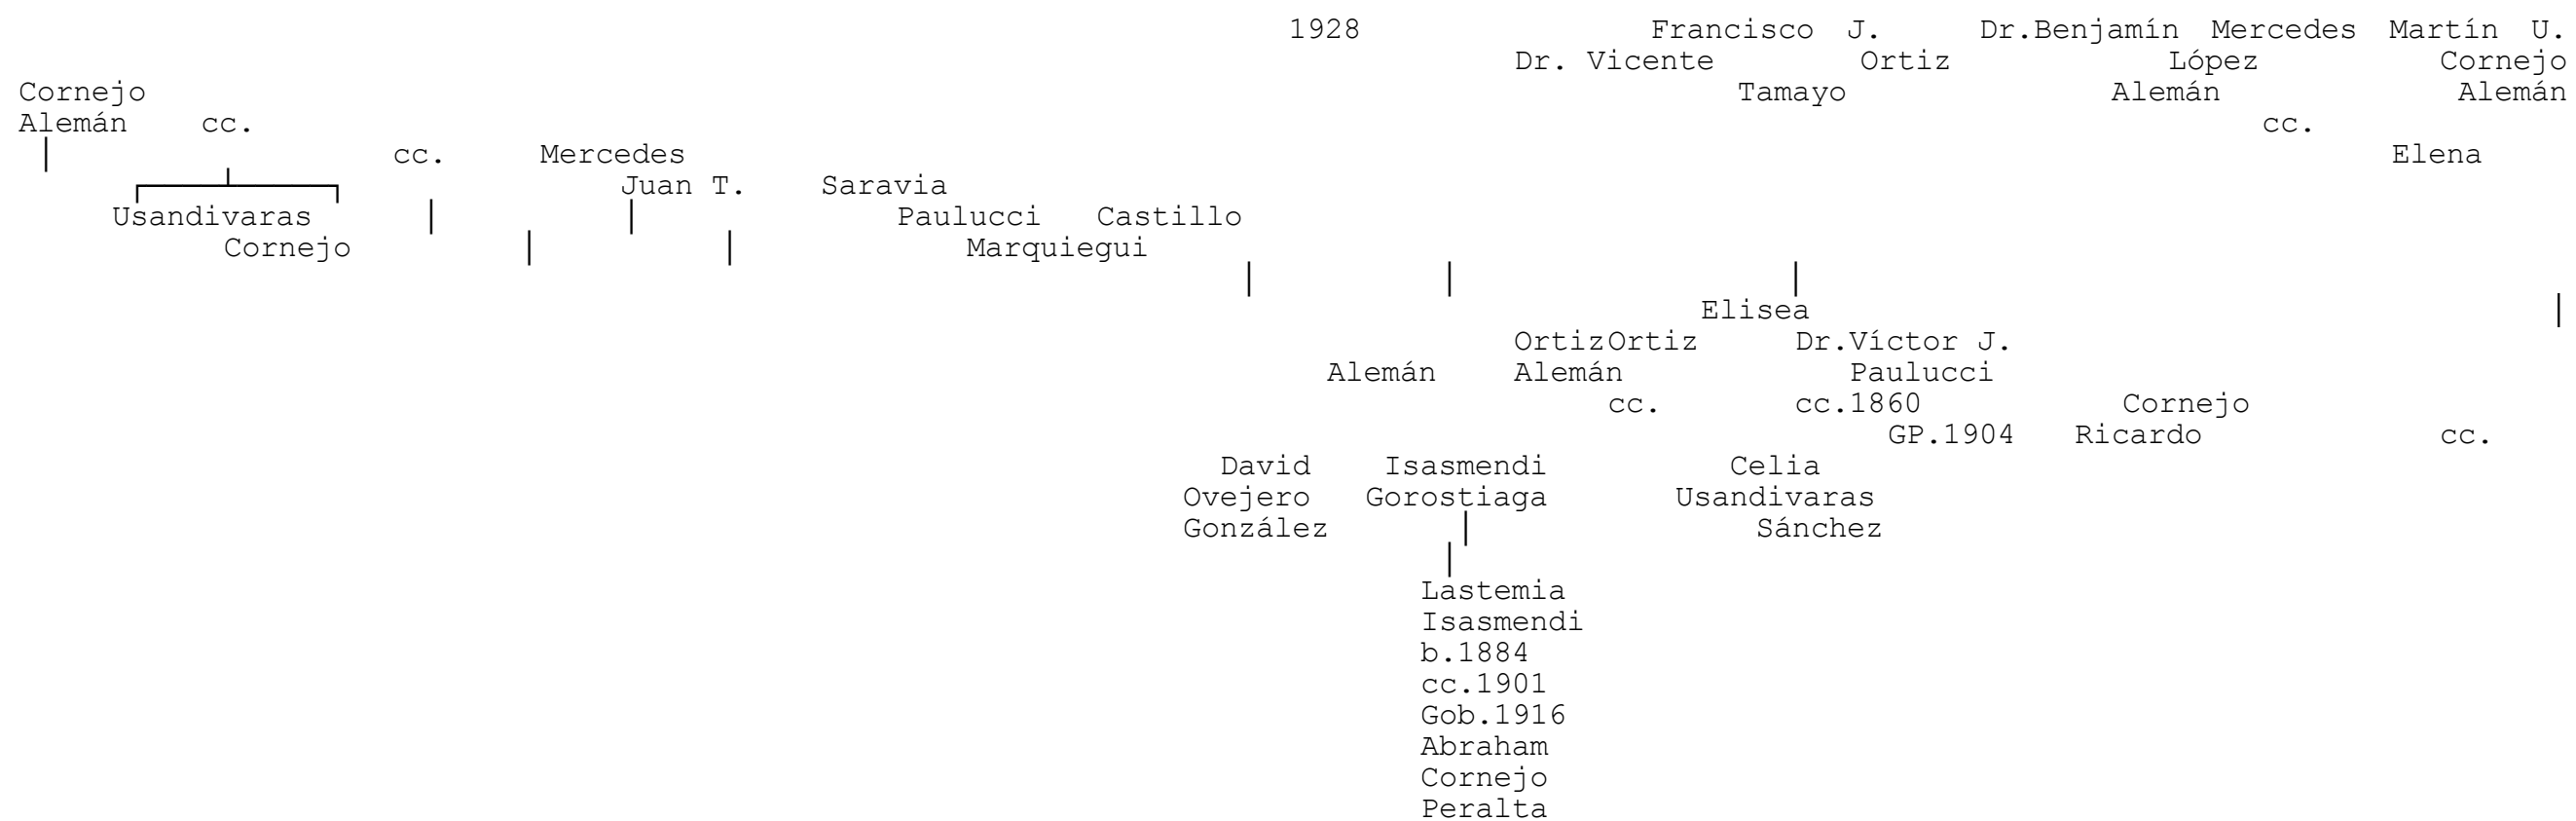 1928 Francisco J. Dr.Benjamín Mercedes Martín U.
Dr. Vicente Ortiz López Cornejo
Cornejo Tamayo Alemán Alemán
Alemán cc. cc.
cc. Mercedes Elena
Juan T. Saravia
Usandivaras Paulucci Castillo
Cornejo Marquiegui
Elisea
OrtizOrtiz Dr.Víctor J.
Alemán Alemán Paulucci
cc. cc.1860 Cornejo
GP.1904 Ricardo cc.
David Isasmendi Celia
Ovejero Gorostiaga Usandivaras
González Sánchez
Lastemia
Isasmendi
b.1884
cc.1901
Gob.1916
Abraham
Cornejo
Peralta